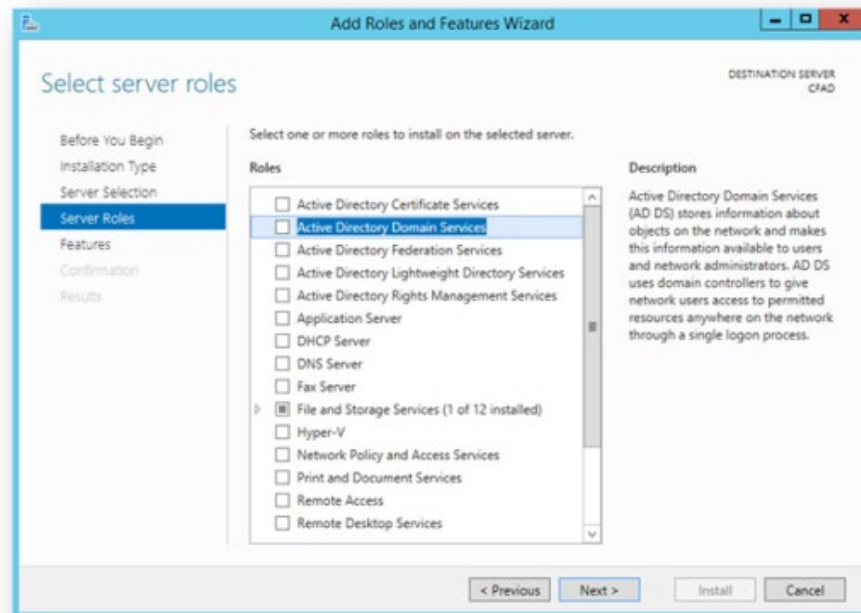 Add Roles and Features Wizard
Select server roles
DESTINATION SERVER
CFAD
Before You Begin
Installation Type
Server Selection
Server Roles
Features
Confirmation
Results
Select one or more roles to install on the selected server.
Roles
Active Directory Certificate Services
Active Directory Domain Services
Active Directory Federation Services
Active Directory Lightweight Directory Services
Active Directory Rights Management Services
Application Server
DHCP Server
DNS Server
Fax Server
File and Storage Services (1 of 12 installed)
Hyper-V
Network Policy and Access Services
Print and Document Services
Remote Access
Remote Desktop Services
Description
Active Directory Domain Services
(AD DS) stores information about
objects on the network and makes
this information available to users
and network administrators. AD DS
uses domain controllers to give
network users access to permitted
resources anywhere on the network
through a single logon process.
< Previous
Next >
Install
Cancel